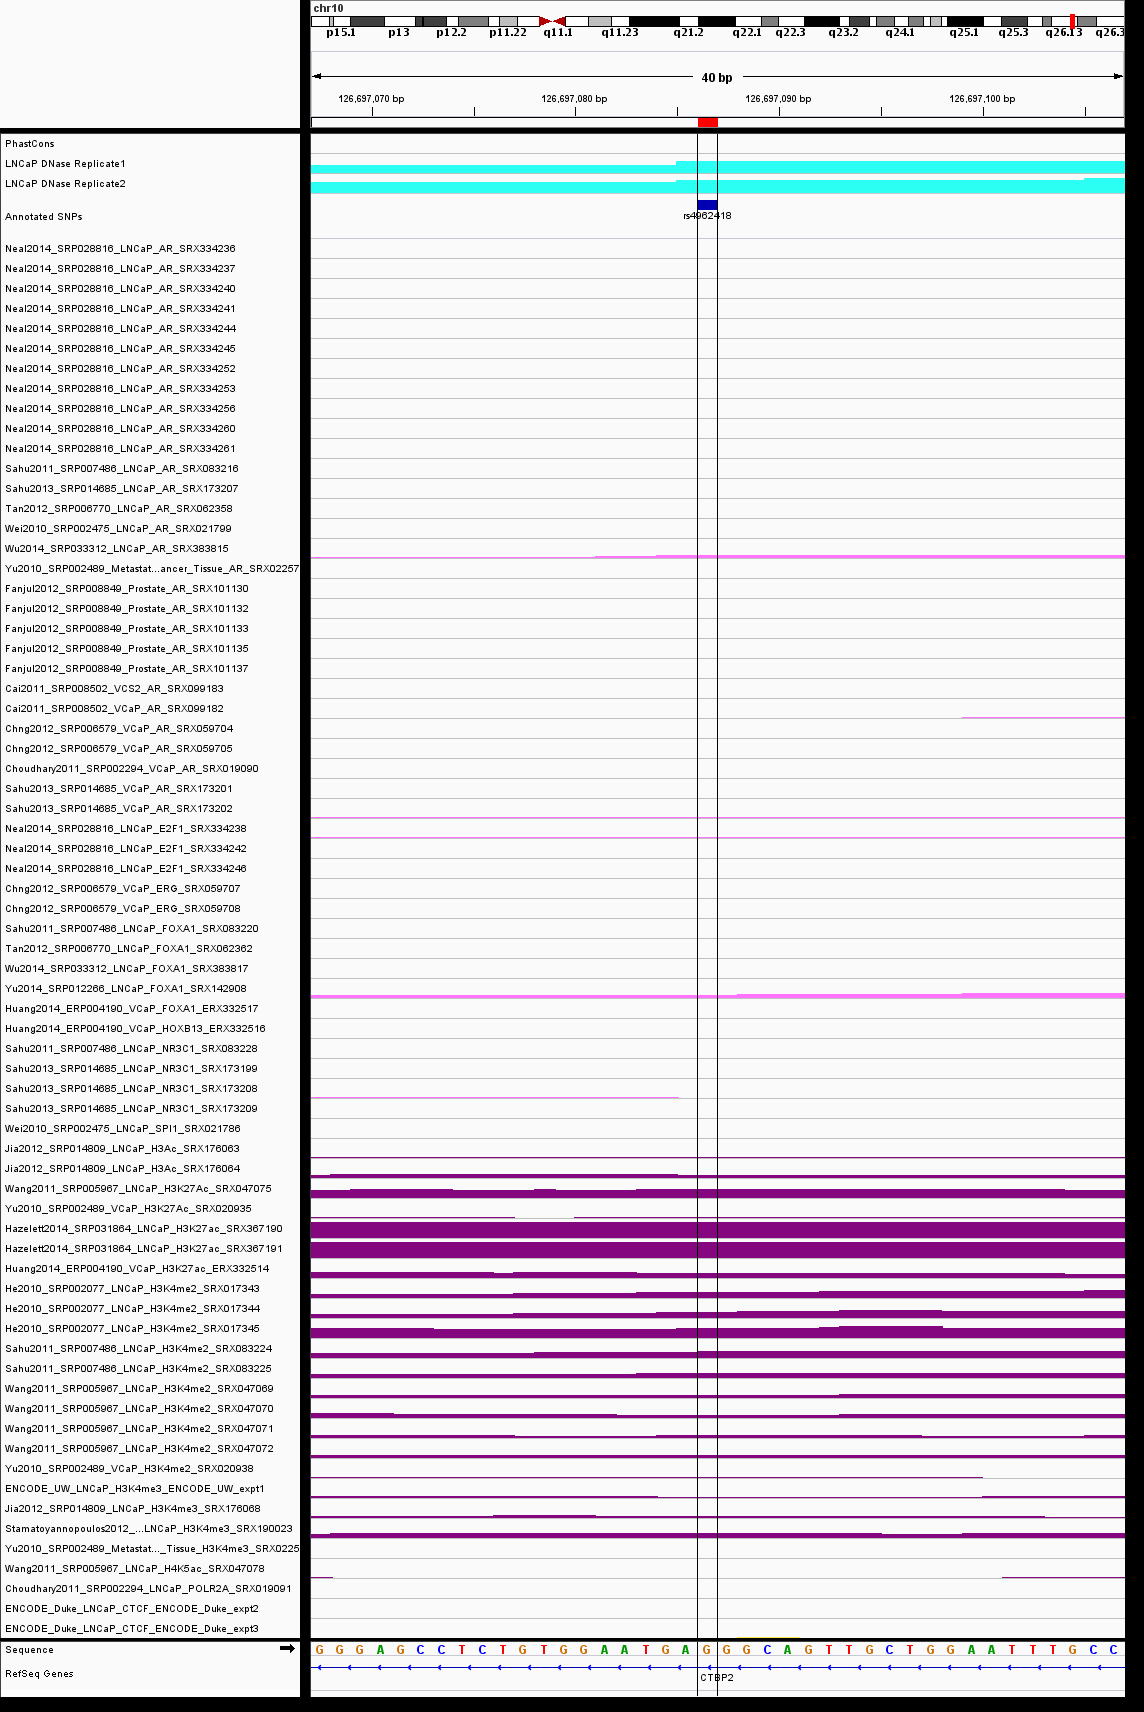 chr10
p15.1 p13 p12.2 p11.22 q11.1 q11.23 q21.2 q22.1 q22.3 q23.2 q24.1 q25.1 q25.3 q26.13 q26.3
40 bp
126,697,070 bp 126,697,080 bp 126,697,090 bp 126,697,100 bp
PhastCons
LNCaP DNase Replicate1
LNCaP DNase Replicate2
Annotated SNPs rs4962418
Neal2014_SRP028816_LNCaP_AR_SRX334236
Neal2014_SRP028816_LNCaP_AR_SRX334237
Neal2014_SRP028816_LNCaP_AR_SRX334240
Neal2014_SRP028816_LNCaP_AR_SRX334241
Neal2014_SRP028816_LNCaP_AR_SRX334244
Neal2014_SRP028816_LNCaP_AR_SRX334245
Neal2014_SRP028816_LNCaP_AR_SRX334252
Neal2014_SRP028816_LNCaP_AR_SRX334253
Neal2014_SRP028816_LNCaP_AR_SRX334256
Neal2014_SRP028816_LNCaP_AR_SRX334260
Neal2014_SRP028816_LNCaP_AR_SRX334261
Sahu2011_SRP007486_LNCaP_AR_SRX083216
Sahu2013_SRP014685_LNCaP_AR_SRX173207
Tan2012_SRP006770_LNCaP_AR_SRX062358
Wei2010_SRP002475_LNCaP_AR_SRX021799
Wu2014_SRP033312_LNCaP_AR_SRX383815
Yu2010_SRP002489_Metastat...ancer_Tissue_AR_SRX02257
Fanjul2012_SRP008849_Prostate_AR_SRX101130
Fanjul2012_SRP008849_Prostate_AR_SRX101132
Fanjul2012_SRP008849_Prostate_AR_SRX101133
Fanjul2012_SRP008849_Prostate_AR_SRX101135
Fanjul2012_SRP008849_Prostate_AR_SRX101137
Cai2011_SRP008502_VCS2_AR_SRX099183
Cai2011_SRP008502_VCaP_AR_SRX099182
Chng2012_SRP006579_VCaP_AR_SRX059704
Chng2012_SRP006579_VCaP_AR_SRX059705
Choudhary2011_SRP002294_VCaP_AR_SRX019090
Sahu2013_SRP014685_VCaP_AR_SRX173201
Sahu2013_SRP014685_VCaP_AR_SRX173202
Neal2014_SRP028816_LNCaP_E2F1_SRX334238
Neal2014_SRP028816_LNCaP_E2F1_SRX334242
Neal2014_SRP028816_LNCaP_E2F1_SRX334246
Chng2012_SRP006579_VCaP_ERG_SRX059707
Chng2012_SRP006579_VCaP_ERG_SRX059708
Sahu2011_SRP007486_LNCaP_FOXA1_SRX083220
Tan2012_SRP006770_LNCaP_FOXA1_SRX062362
Wu2014_SRP033312_LNCaP_FOXA1_SRX383817
Yu2014_SRP012266_LNCaP_FOXA1_SRX142908
Huang2014_ERP004190_VCaP_FOXA1_ERX332517
Huang2014_ERP004190_VCaP_HOXB13_ERX332516
Sahu2011_SRP007486_LNCaP_NR3C1_SRX083228
Sahu2013_SRP014685_LNCaP_NR3C1_SRX173199
Sahu2013_SRP014685_LNCaP_NR3C1_SRX173208
Sahu2013_SRP014685_LNCaP_NR3C1_SRX173209
Wei2010_SRP002475_LNCaP_SPI1_SRX021786
Jia2012_SRP014809_LNCaP_H3Ac_SRX176063
Jia2012_SRP014809_LNCaP_H3Ac_SRX176064
Wang2011_SRP005967_LNCaP_H3K27Ac_SRX047075
Yu2010_SRP002489_VCaP_H3K27Ac_SRX020935
Hazelett2014_SRP031864_LNCaP_H3K27ac_SRX367190
Hazelett2014_SRP031864_LNCaP_H3K27ac_SRX367191
Huang2014_ERP004190_VCaP_H3K27ac_ERX332514
He2010_SRP002077_LNCaP_H3K4me2_SRX017343
He2010_SRP002077_LNCaP_H3K4me2_SRX017344
He2010_SRP002077_LNCaP_H3K4me2_SRX017345
Sahu2011_SRP007486_LNCaP_H3K4me2_SRX083224
Sahu2011_SRP007486_LNCaP_H3K4me2_SRX083225
Wang2011_SRP005967_LNCaP_H3K4me2_SRX047069
Wang2011_SRP005967_LNCaP_H3K4me2_SRX047070
Wang2011_SRP005967_LNCaP_H3K4me2_SRX047071
Wang2011_SRP005967_LNCaP_H3K4me2_SRX047072
Yu2010_SRP002489_VCaP_H3K4me2_SRX020938
ENCODE_UW_LNCaP_H3K4me3_ENCODE_UW_expt1
Jia2012_SRP014809_LNCaP_H3K4me3_SRX176068
Stamatoyannopoulos2012_...LNCaP_H3K4me3_SRX190023
Yu2010_SRP002489_Metastat..._Tissue_H3K4me3_SRX0225
Wang2011_SRP005967_LNCaP_H4K5ac_SRX047078
Choudhary2011_SRP002294_LNCaP_POLR2A_SRX019091
ENCODE_Duke_LNCaP_CTCF_ENCODE_Duke_expt2
ENCODE_Duke_LNCaP_CTCF_ENCODE_Duke_expt3
Sequence G G G A G C C T C T G T G G A A T G A G G G C A G T T G C T G G A A T T T G C C
RefSeq Genes
CTBP2